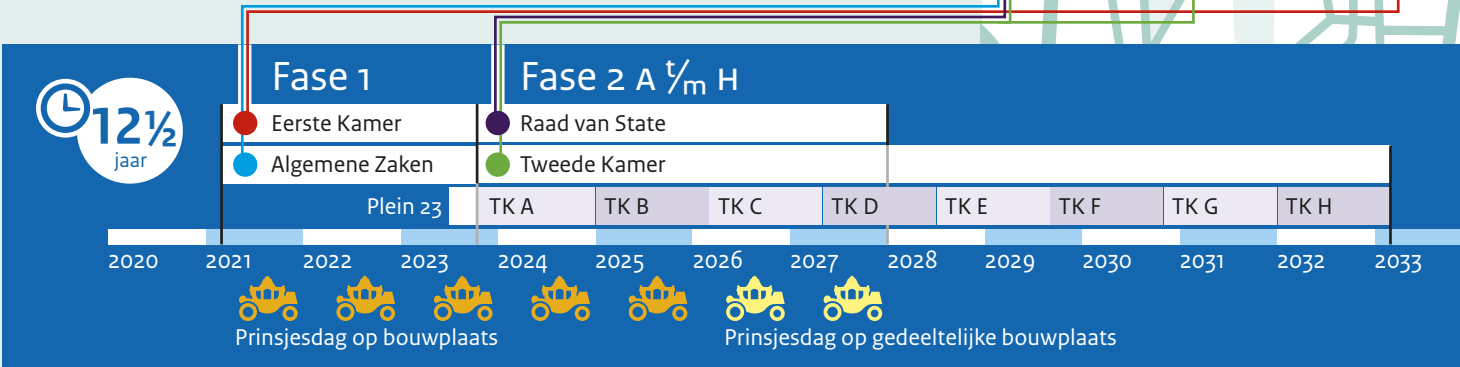 Fase 1
Fase 2 A t/m H
12½
jaar
Eerste Kamer
Raad van State
Algemene Zaken
Tweede Kamer
Plein 23
TK A
TK B
TK C
TK D
TK E
TK F
TK G
TK H
2020 2021 2022 2023 2024 2025 2026 2027 2028 2029 2030 2031 2032 2033
Prinsjesdag op bouwplaats
Prinsjesdag op gedeeltelijke bouwplaats